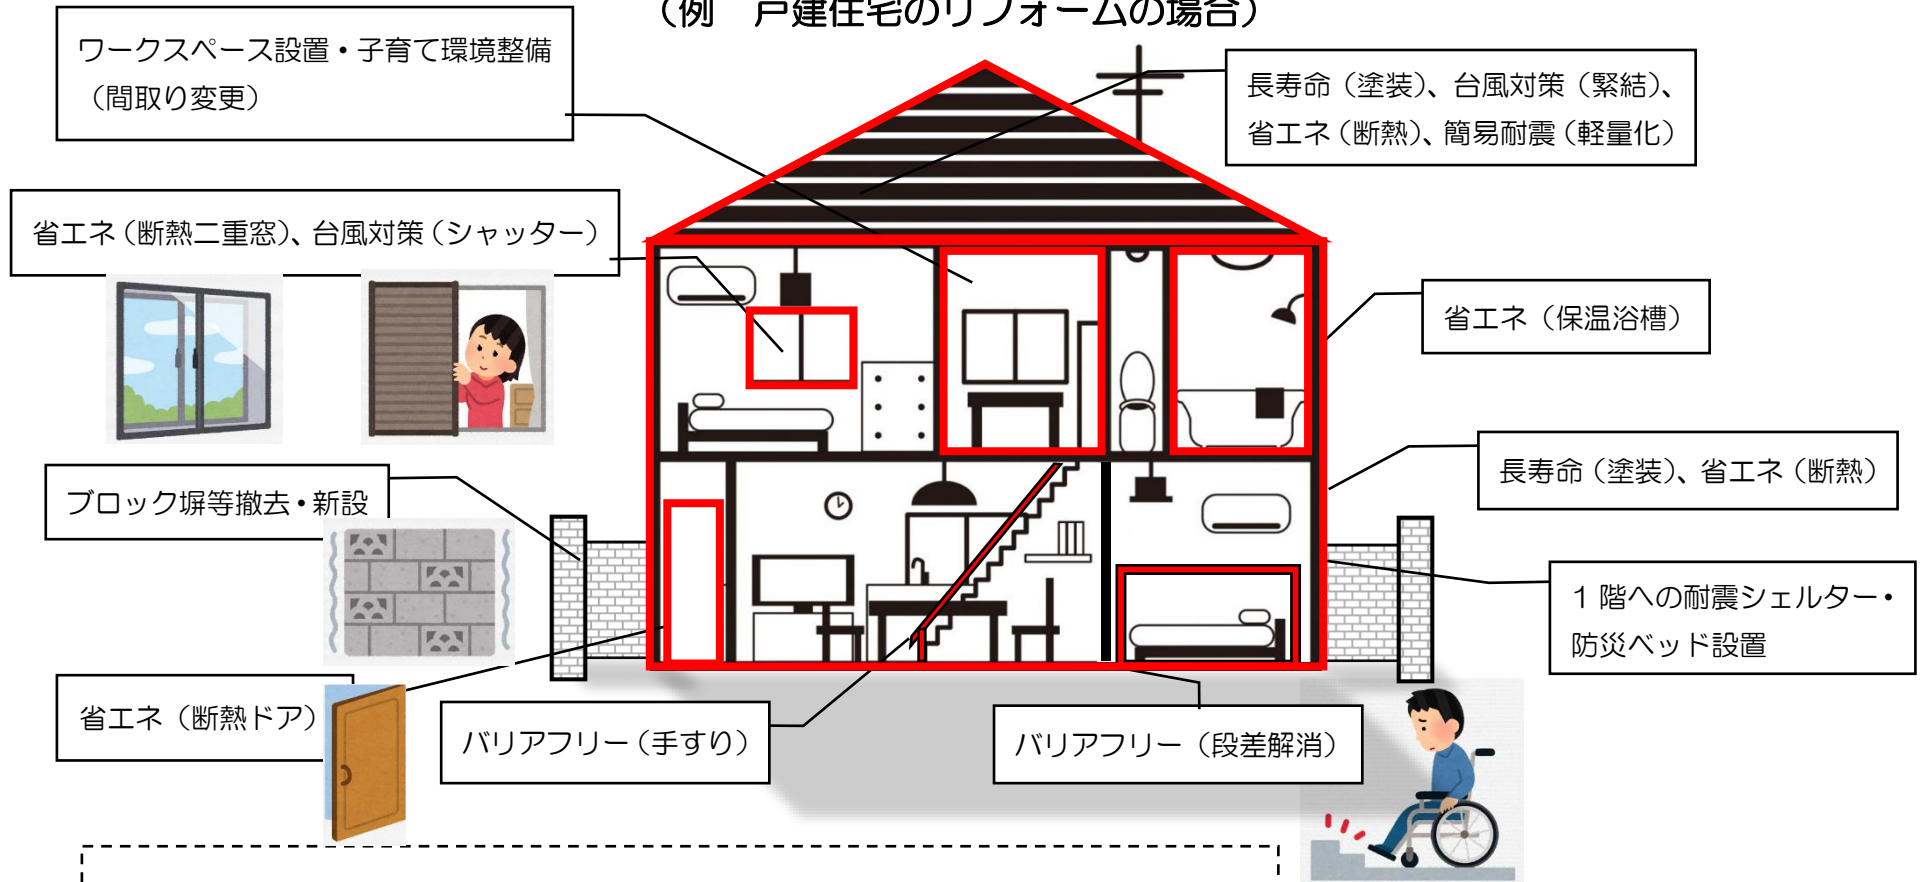 （例　戸建住宅のリフォームの場合）
ワークスペース設置・子育て環境整備
（間取り変更）
長寿命（塗装）、台風対策（緊結）、
省エネ（断熱）、簡易耐震（軽量化）
省エネ（断熱二重窓）、台風対策（シャッター）
省エネ（保温浴槽）
長寿命（塗装）、省エネ（断熱）
ブロック塀等撤去・新設
1 階への耐震シェルター・
防災ベッド設置
省エネ（断熱ドア）
バリアフリー（手すり）
バリアフリー（段差解消）